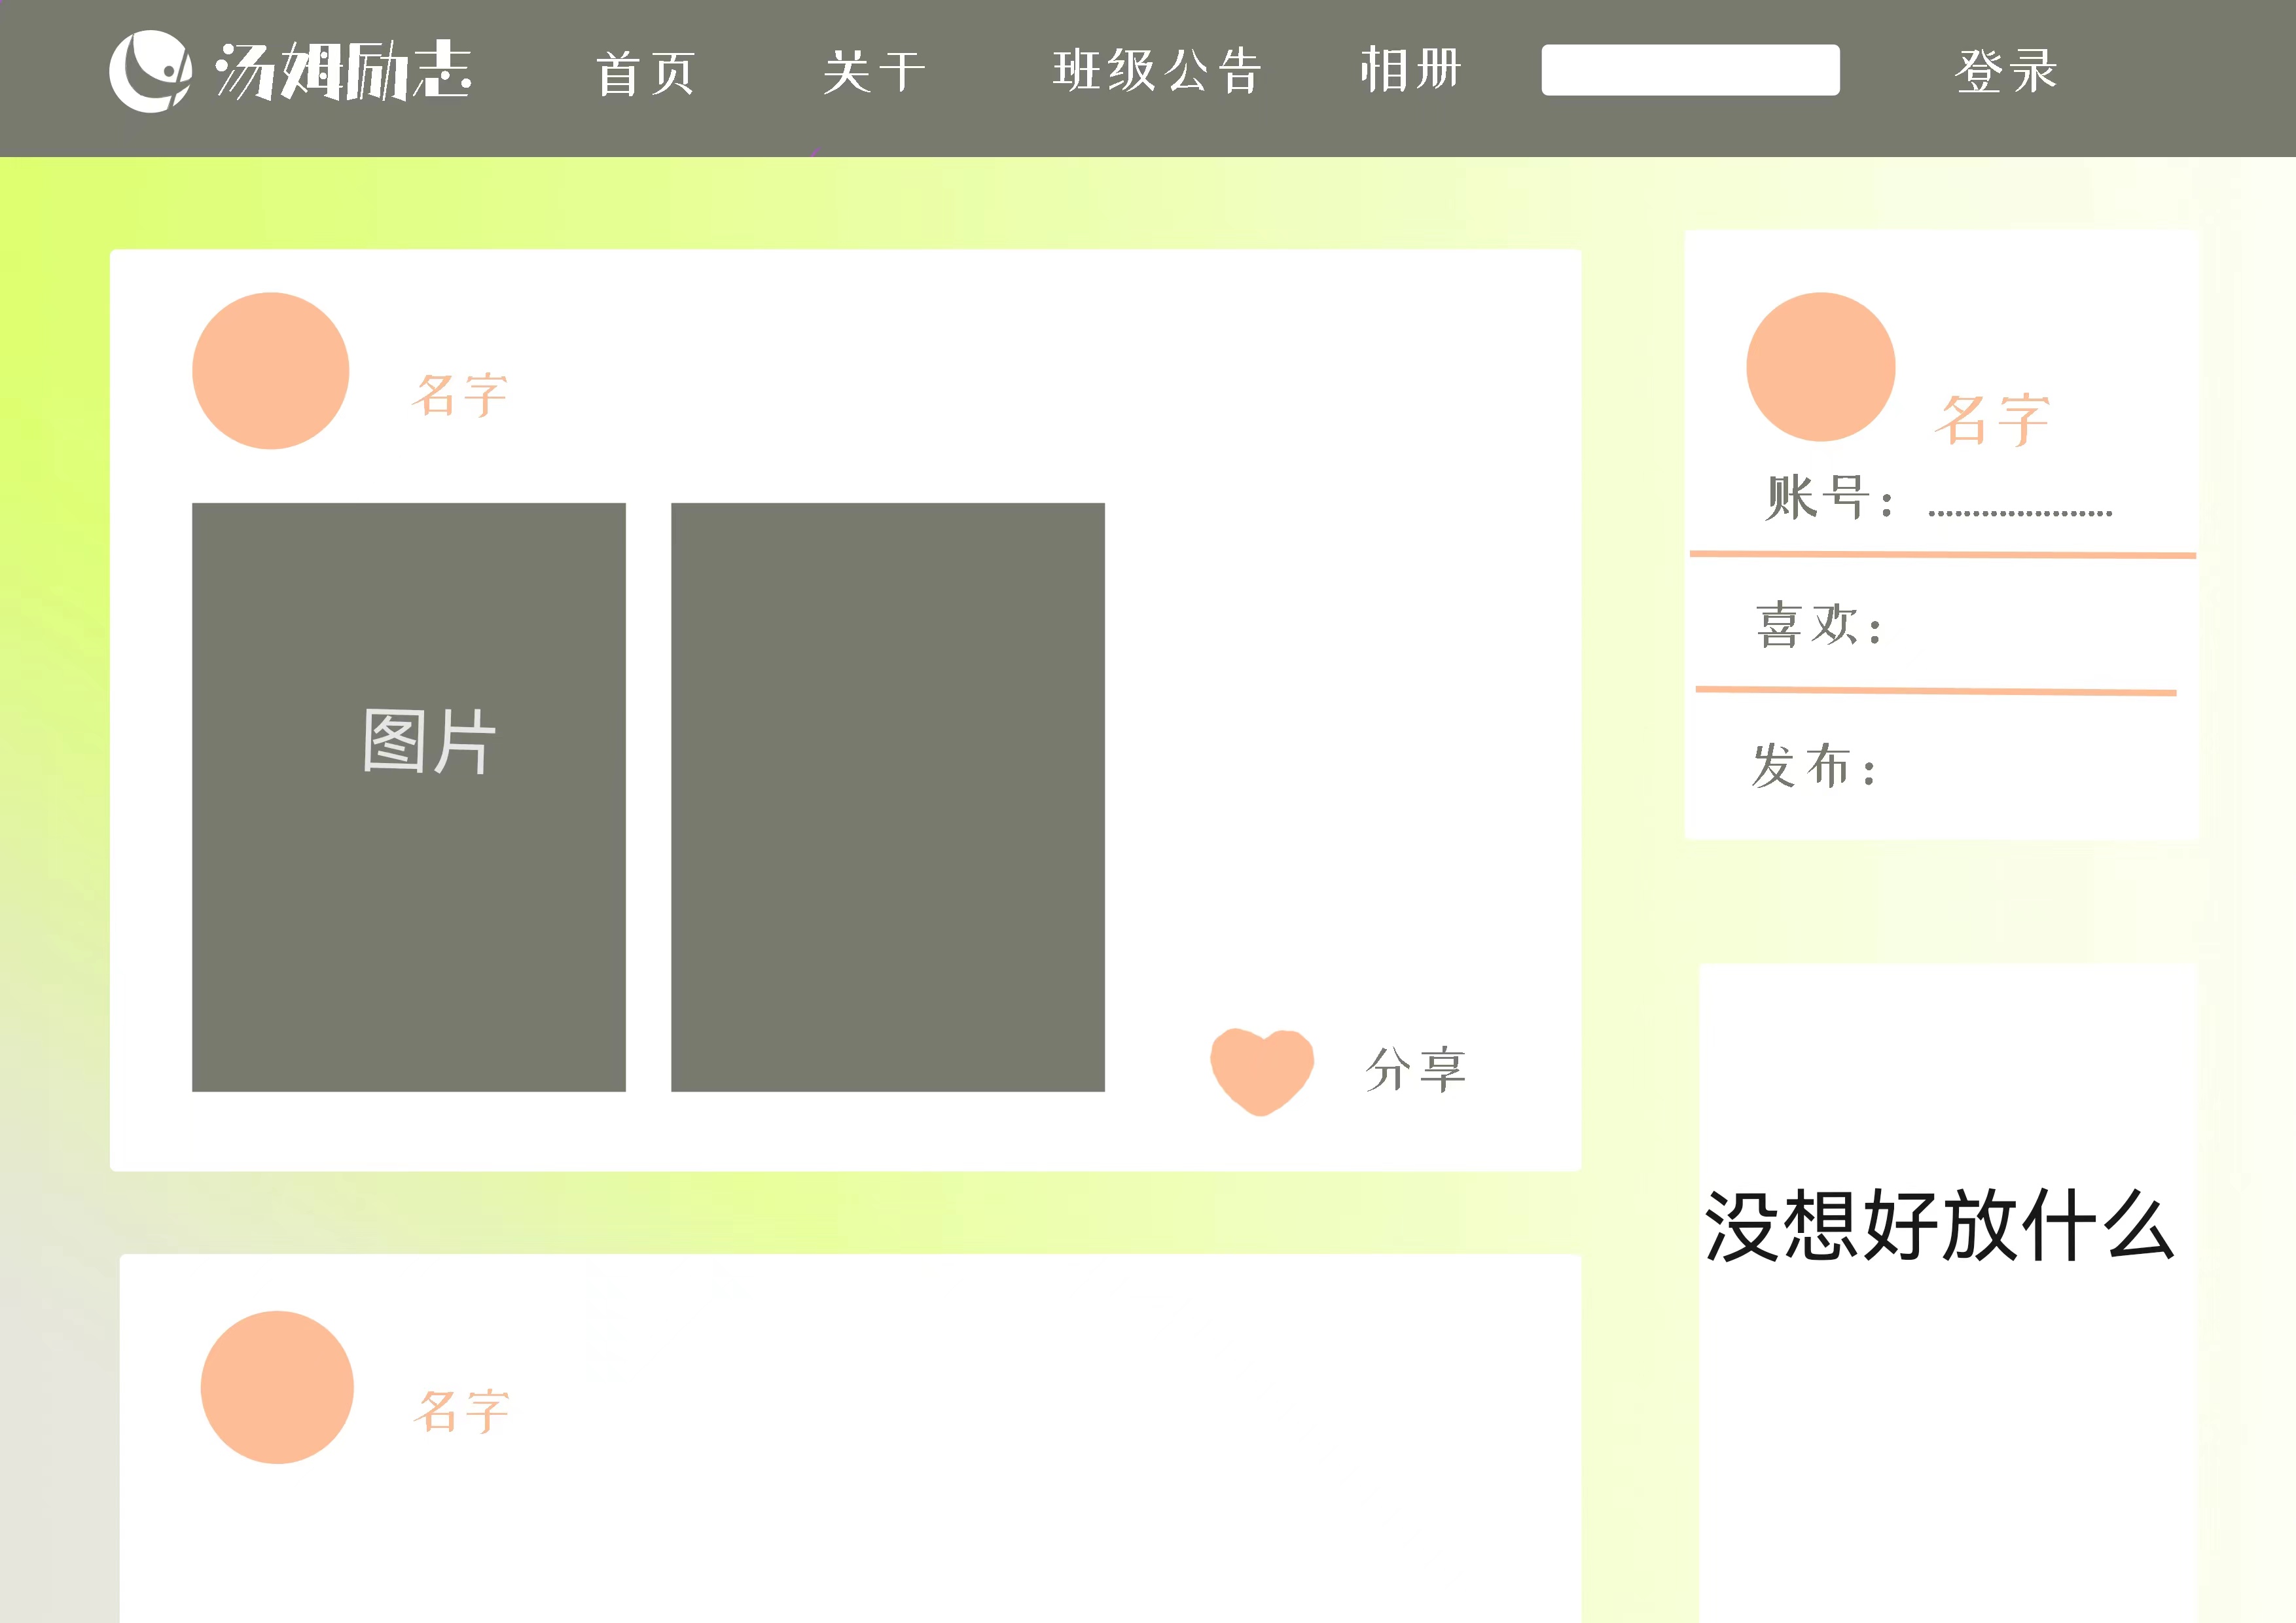 汤姆励志 首页 关于 班级公告 相册 登录
名字
图片
分享
名字
名字
账号：.....................
喜欢：
发布：
没想好放什么